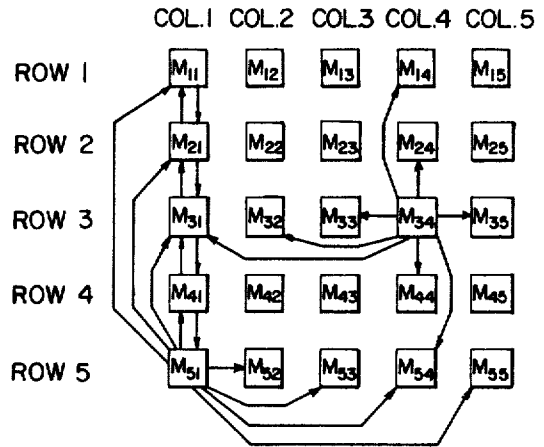 COL.1 COL.2 COL.3 COL.4 COL.5
ROW 1 M11 M12 M13 M14 M15
ROW 2 M21 M22 M23 M24 M25
ROW 3 M31 M32 M33 M34 M35
ROW 4 M41 M42 M43 M44 M45
ROW 5 M51 M52 M53 M54 M55